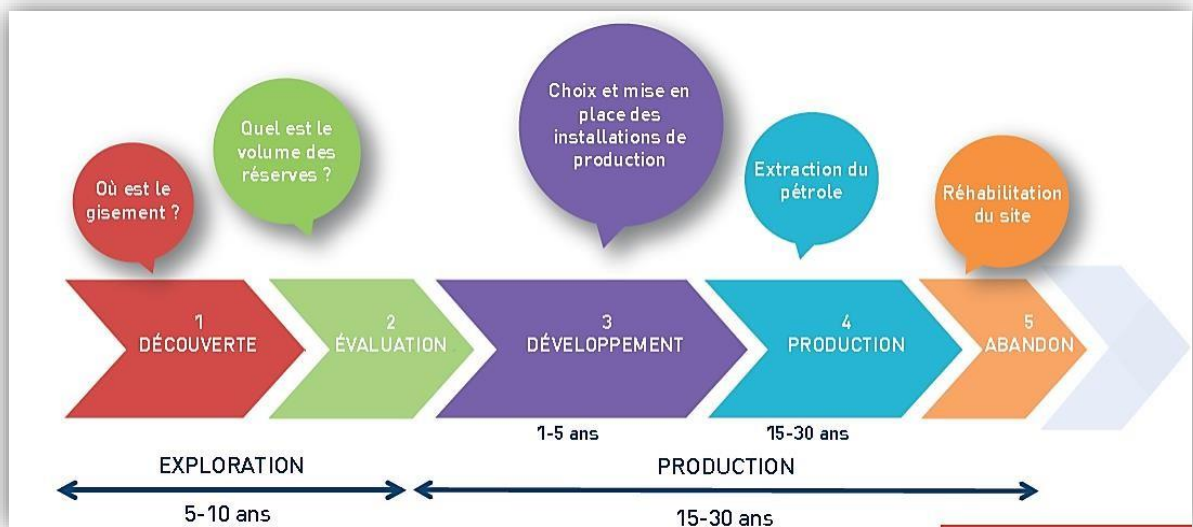 Où est le
gisement ?
Quel est le
volume des
réserves ?
Choix et mise en
place des
installations de
production
Extraction du
pétrole
Réhabilitation
du site
1
DÉCOUVERTE
2
ÉVALUATION
3
DÉVELOPPEMENT
4
PRODUCTION
5
ABANDON
1-5 ans
15-30 ans
EXPLORATION
PRODUCTION
5-10 ans
15-30 ans